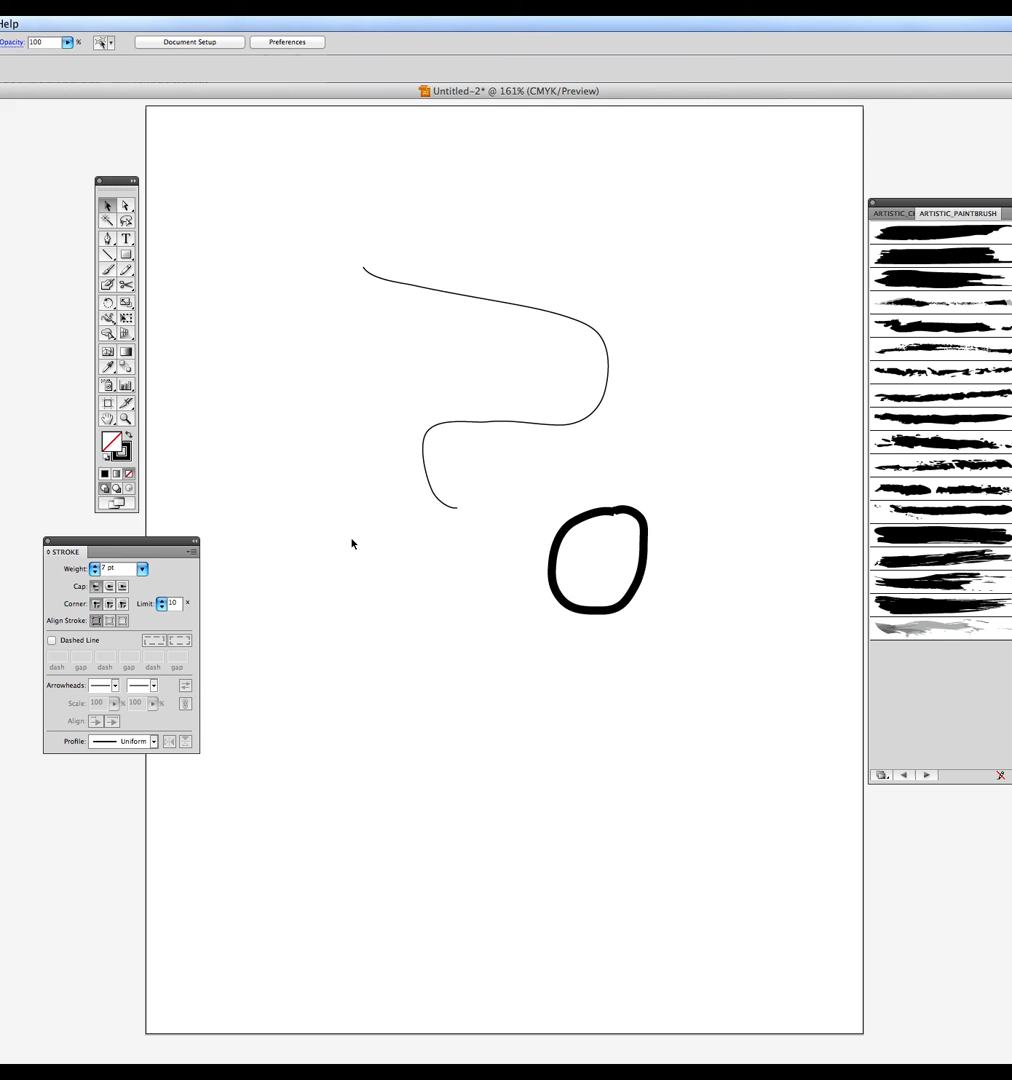 Help
Opacity: 100 %
Document Setup
Preferences
Untitled-2* @ 161% (CMYK/Preview)
ARTISTIC_PAINTBRUSH
T
STROKE
Weight: 7 pt
Cap:
Corner: Limit: 10 x
Align Stroke:
Dashed Line
dash gap dash gap dash gap
Arrowheads:
Scale: 100 % 100 %
Align:
Profile: Uniform